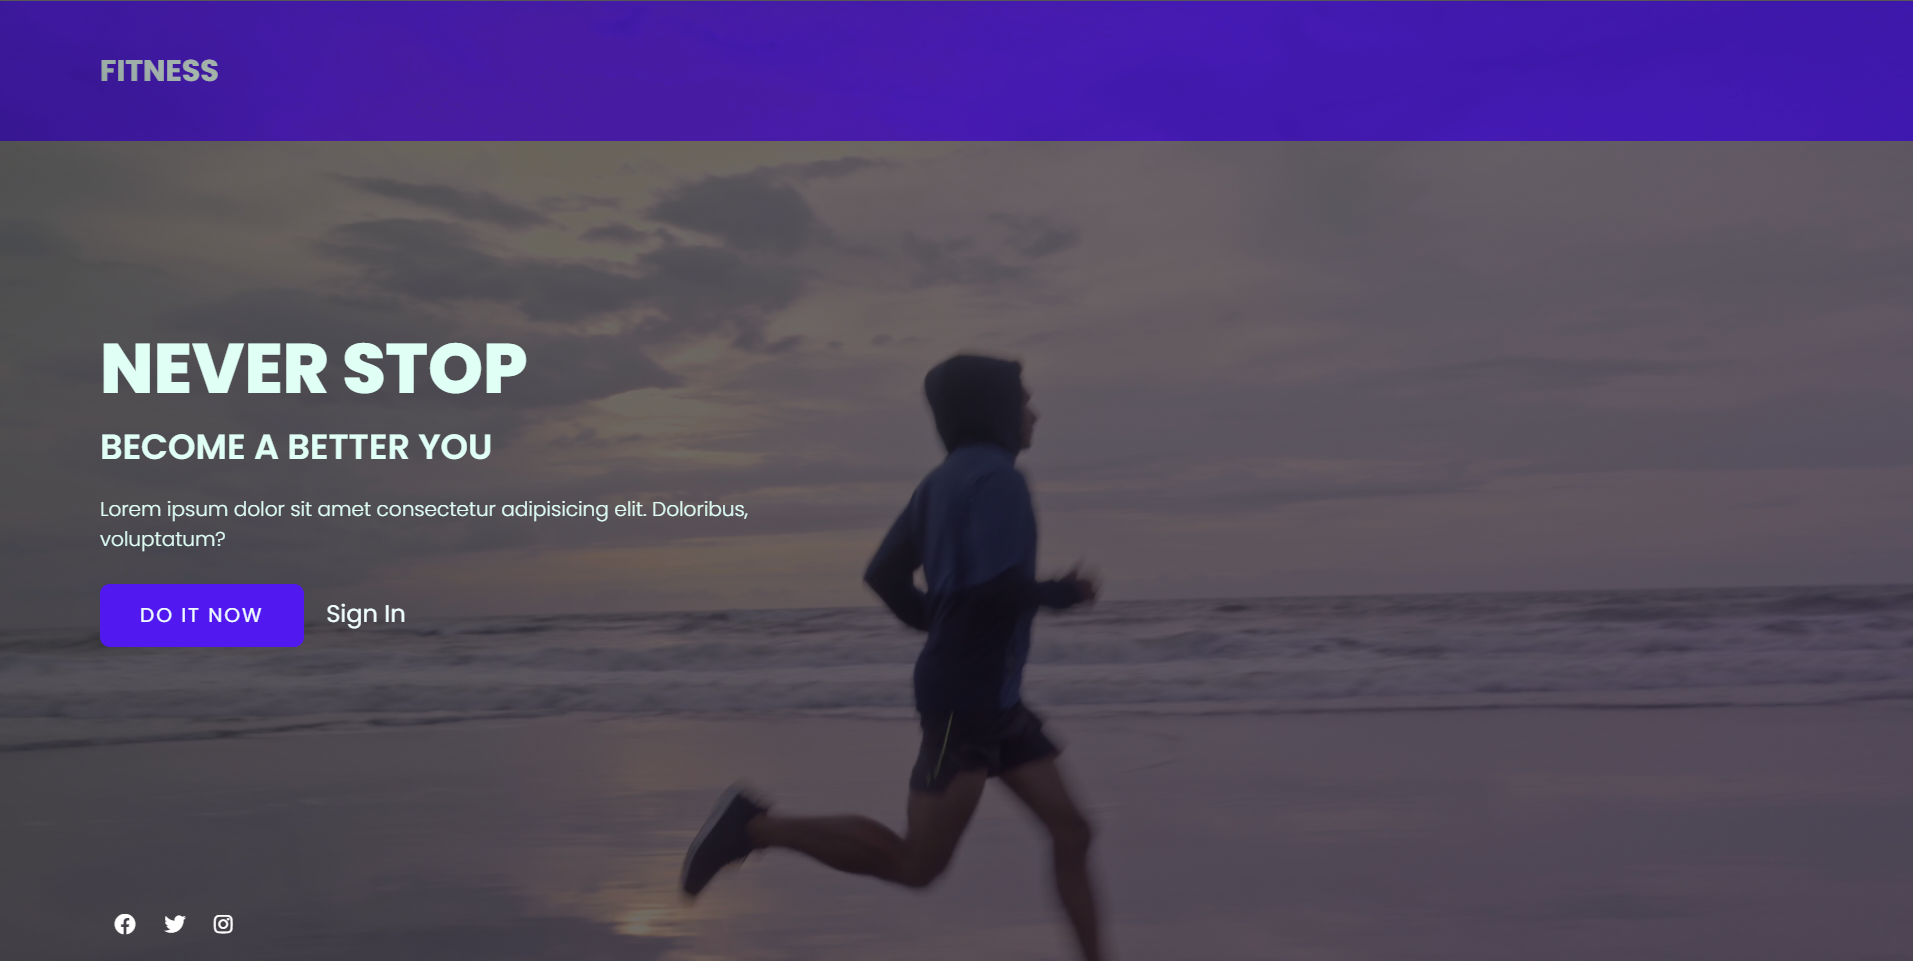 FITNESS
NEVER STOP
BECOME A BETTER YOU
Lorem ipsum dolor sit amet consectetur adipisicing elit. Doloribus,
voluptatum?
DO IT NOW
Sign In